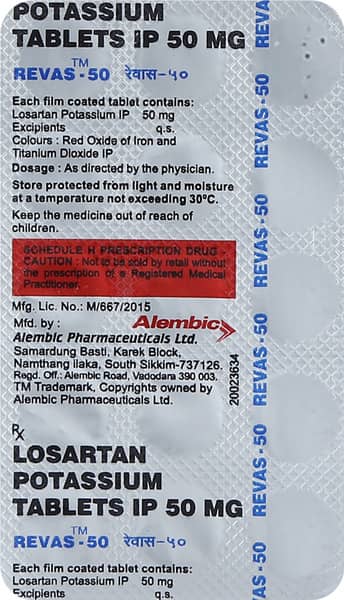 POTASSIUM
TABLETS IP 50 MG
REVAS-50™ रेवास-५०
Each film coated tablet contains:
Losartan Potassium IP 50 mg
Excipients q.s.
Colours : Red Oxide of Iron and
Titanium Dioxide IP
Dosage : As directed by the physician.
Store protected from light and moisture
at a temperature not exceeding 30°C.
Keep the medicine out of reach of
children.
SCHEDULE H PRESCRIPTION DRUG -
CAUTION : Not to be sold by retail without
the prescription of a Registered Medical
Practitioner.
Mfg. Lic. No.: M/667/2015
Mfd. by :
Alembic
Alembic Pharmaceuticals Ltd.
Samardung Basti, Karek Block,
Namthang ilaka, South Sikkim-737126.
Regd. Off.: Alembic Road, Vadodara 390 003.
TM Trademark, Copyrights owned by
Alembic Pharmaceuticals Ltd.
20023634
℞
LOSARTAN
POTASSIUM
TABLETS IP 50 MG
REVAS-50™ रेवास-५०
Each film coated tablet contains:
Losartan Potassium IP 50 mg
Excipients q.s.
REVA
REVAS-50
REVAS-50
REVAS-50
REVAS-50
REVAS-50